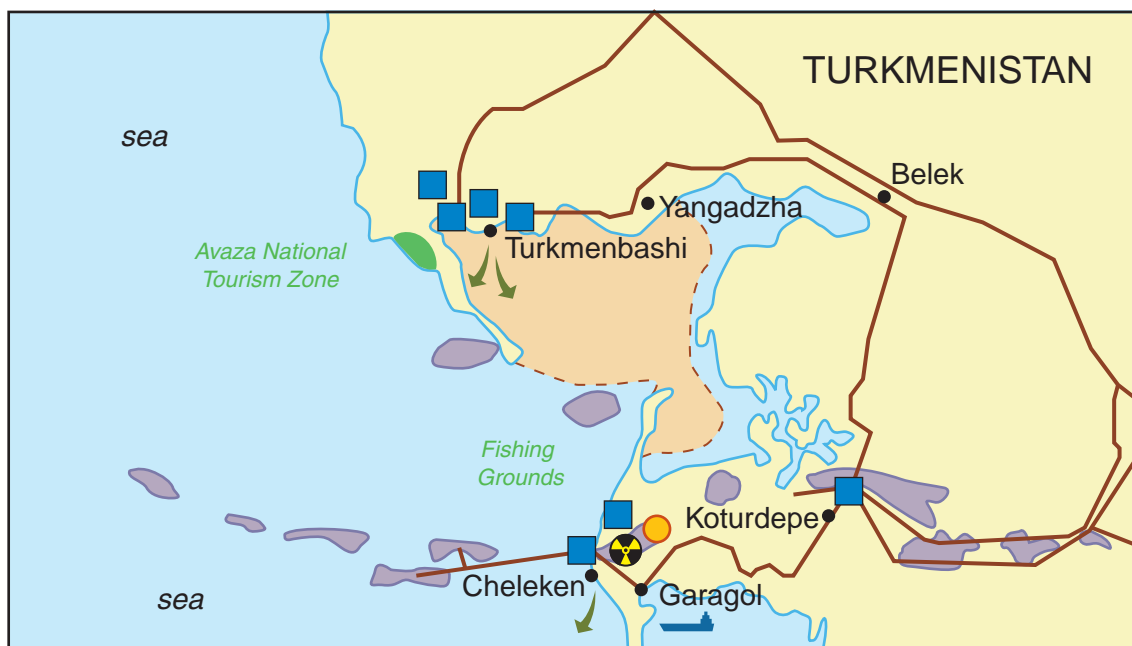 TURKMENISTAN
sea
Belek
Yangadzha
Avaza National
Tourism Zone
Turkmenbashi
Fishing
Grounds
Koturdepe
Cheleken
Garagol
sea